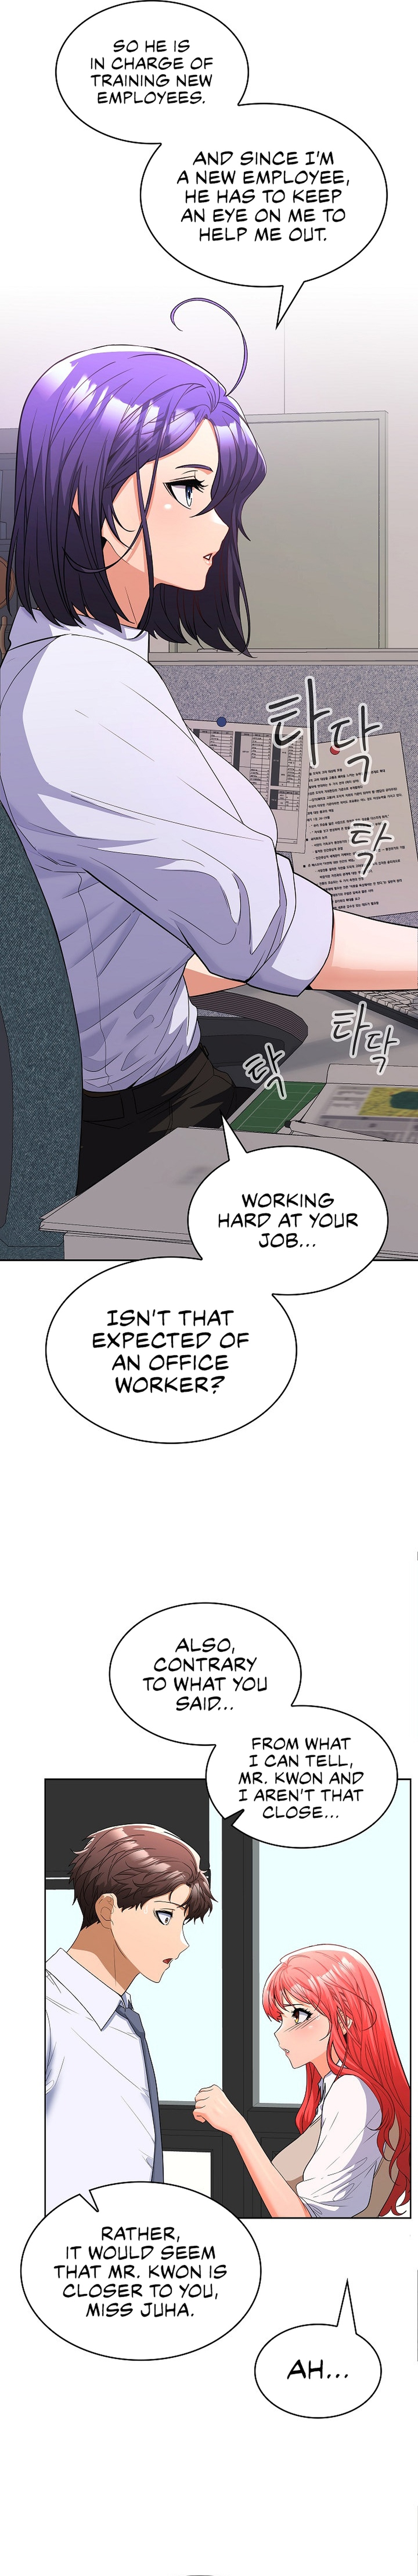 SO HE IS
IN CHARGE OF
TRAINING NEW
EMPLOYEES.
AND SINCE I'M
A NEW EMPLOYEE,
HE HAS TO KEEP
AN EYE ON ME TO
HELP ME OUT.
타닥
탁
타닥
탁
WORKING
HARD AT YOUR
JOB...
ISN'T THAT
EXPECTED OF
AN OFFICE
WORKER?
ALSO,
CONTRARY
TO WHAT YOU
SAID...
FROM WHAT
I CAN TELL,
MR. KWON AND
I AREN'T THAT
CLOSE...
RATHER,
IT WOULD SEEM
THAT MR. KWON IS
CLOSER TO YOU,
MISS JUHA.
AH...